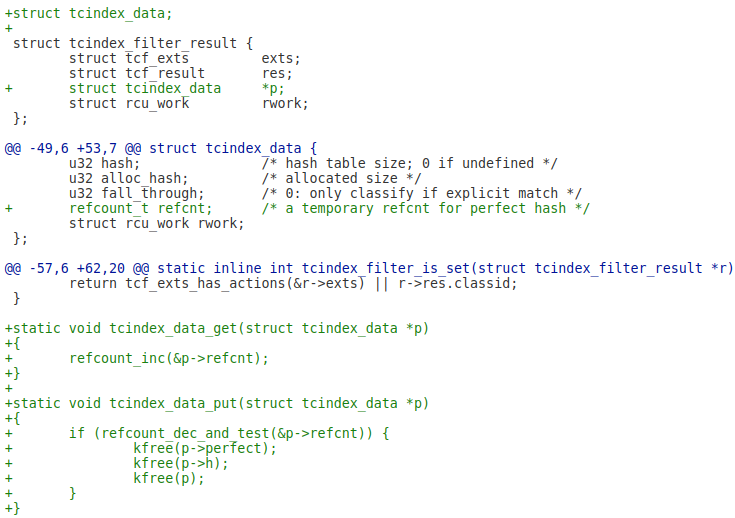 +struct tcindex_data;
+
 struct tcindex_filter_result {
        struct tcf_exts         exts;
        struct tcf_result       res;
+       struct tcindex_data     *p;
        struct rcu_work         rwork;
 };

@@ -49,6 +53,7 @@ struct tcindex_data {
        u32 hash;               /* hash table size; 0 if undefined */
        u32 alloc_hash;         /* allocated size */
        u32 fall_through;       /* 0: only classify if explicit match */
+       refcount_t refcnt;      /* a temporary refcnt for perfect hash */
        struct rcu_work rwork;
 };

@@ -57,6 +62,20 @@ static inline int tcindex_filter_is_set(struct tcindex_filter_result *r)
        return tcf_exts_has_actions(&r->exts) || r->res.classid;
 }

+static void tcindex_data_get(struct tcindex_data *p)
+{
+       refcount_inc(&p->refcnt);
+}
+
+static void tcindex_data_put(struct tcindex_data *p)
+{
+       if (refcount_dec_and_test(&p->refcnt)) {
+               kfree(p->perfect);
+               kfree(p->h);
+               kfree(p);
+       }
+}